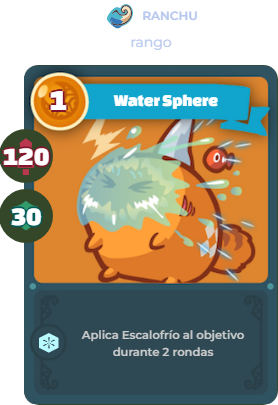 RANCHU
rango
1
Water Sphere
120
30
Aplica Escalofrío al objetivo
durante 2 rondas